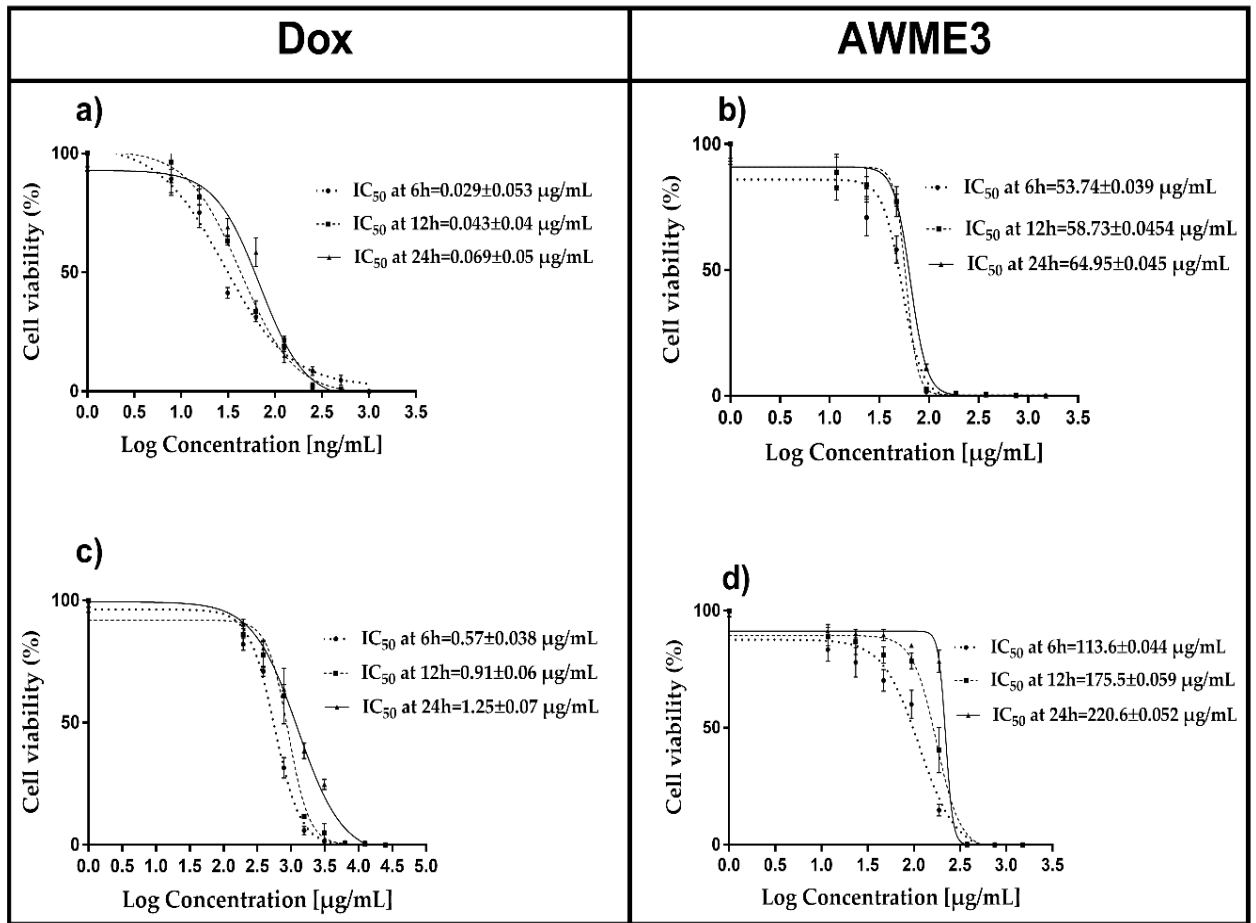 Dox
AWME3
a)
Cell viability (%)
100
50
0
0.0 0.5 1.0 1.5 2.0 2.5 3.0 3.5
Log Concentration [ng/mL]
IC50 at 6h=0.029±0.053 µg/mL
IC50 at 12h=0.043±0.04 µg/mL
IC50 at 24h=0.069±0.05 µg/mL
b)
Cell viability (%)
100
50
0
0.0 0.5 1.0 1.5 2.0 2.5 3.0 3.5
Log Concentration [µg/mL]
IC50 at 6h=53.74±0.039 µg/mL
IC50 at 12h=58.73±0.0454 µg/mL
IC50 at 24h=64.95±0.045 µg/mL
c)
Cell viability (%)
100
50
0
0.0 0.5 1.0 1.5 2.0 2.5 3.0 3.5 4.0 4.5 5.0
Log Concentration [µg/mL]
IC50 at 6h=0.57±0.038 µg/mL
IC50 at 12h=0.91±0.06 µg/mL
IC50 at 24h=1.25±0.07 µg/mL
d)
Cell viability (%)
100
50
0
0.0 0.5 1.0 1.5 2.0 2.5 3.0 3.5
Log Concentration [µg/mL]
IC50 at 6h=113.6±0.044 µg/mL
IC50 at 12h=175.5±0.059 µg/mL
IC50 at 24h=220.6±0.052 µg/mL